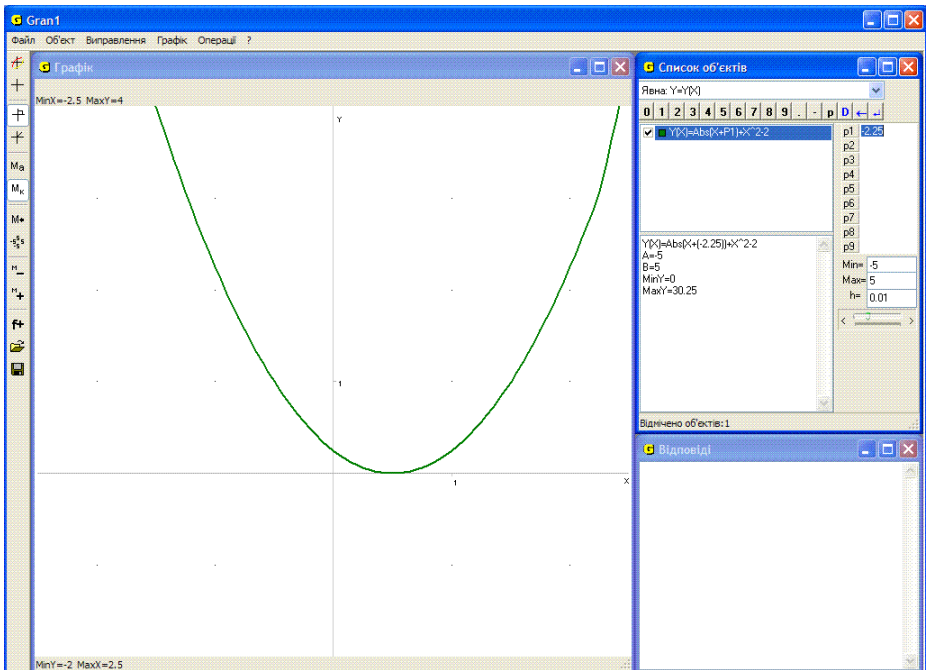 Gran1
Файл Об'єкт Виправлення Графік Операції ?
Графік
MinX=-2.5 MaxY=4
Y
1
1
X
MinY=-2 MaxX=2.5
Ma
Mк
M+
M
M+
f+
Список об'єктів
Явна: Y=Y(X)
0 1 2 3 4 5 6 7 8 9 . - p D ← ↵
Y(X)=Abs(X+P1)+X^2-2
p1 -2.25
p2
p3
p4
p5
p6
p7
p8
p9
Y(X)=Abs(X+(-2.25))+X^2-2
A=-5
B=5
MinY=0
MaxY=30.25
Min= -5
Max= 5
h= 0.01
Відмічено об'єктів:1
Відповіді